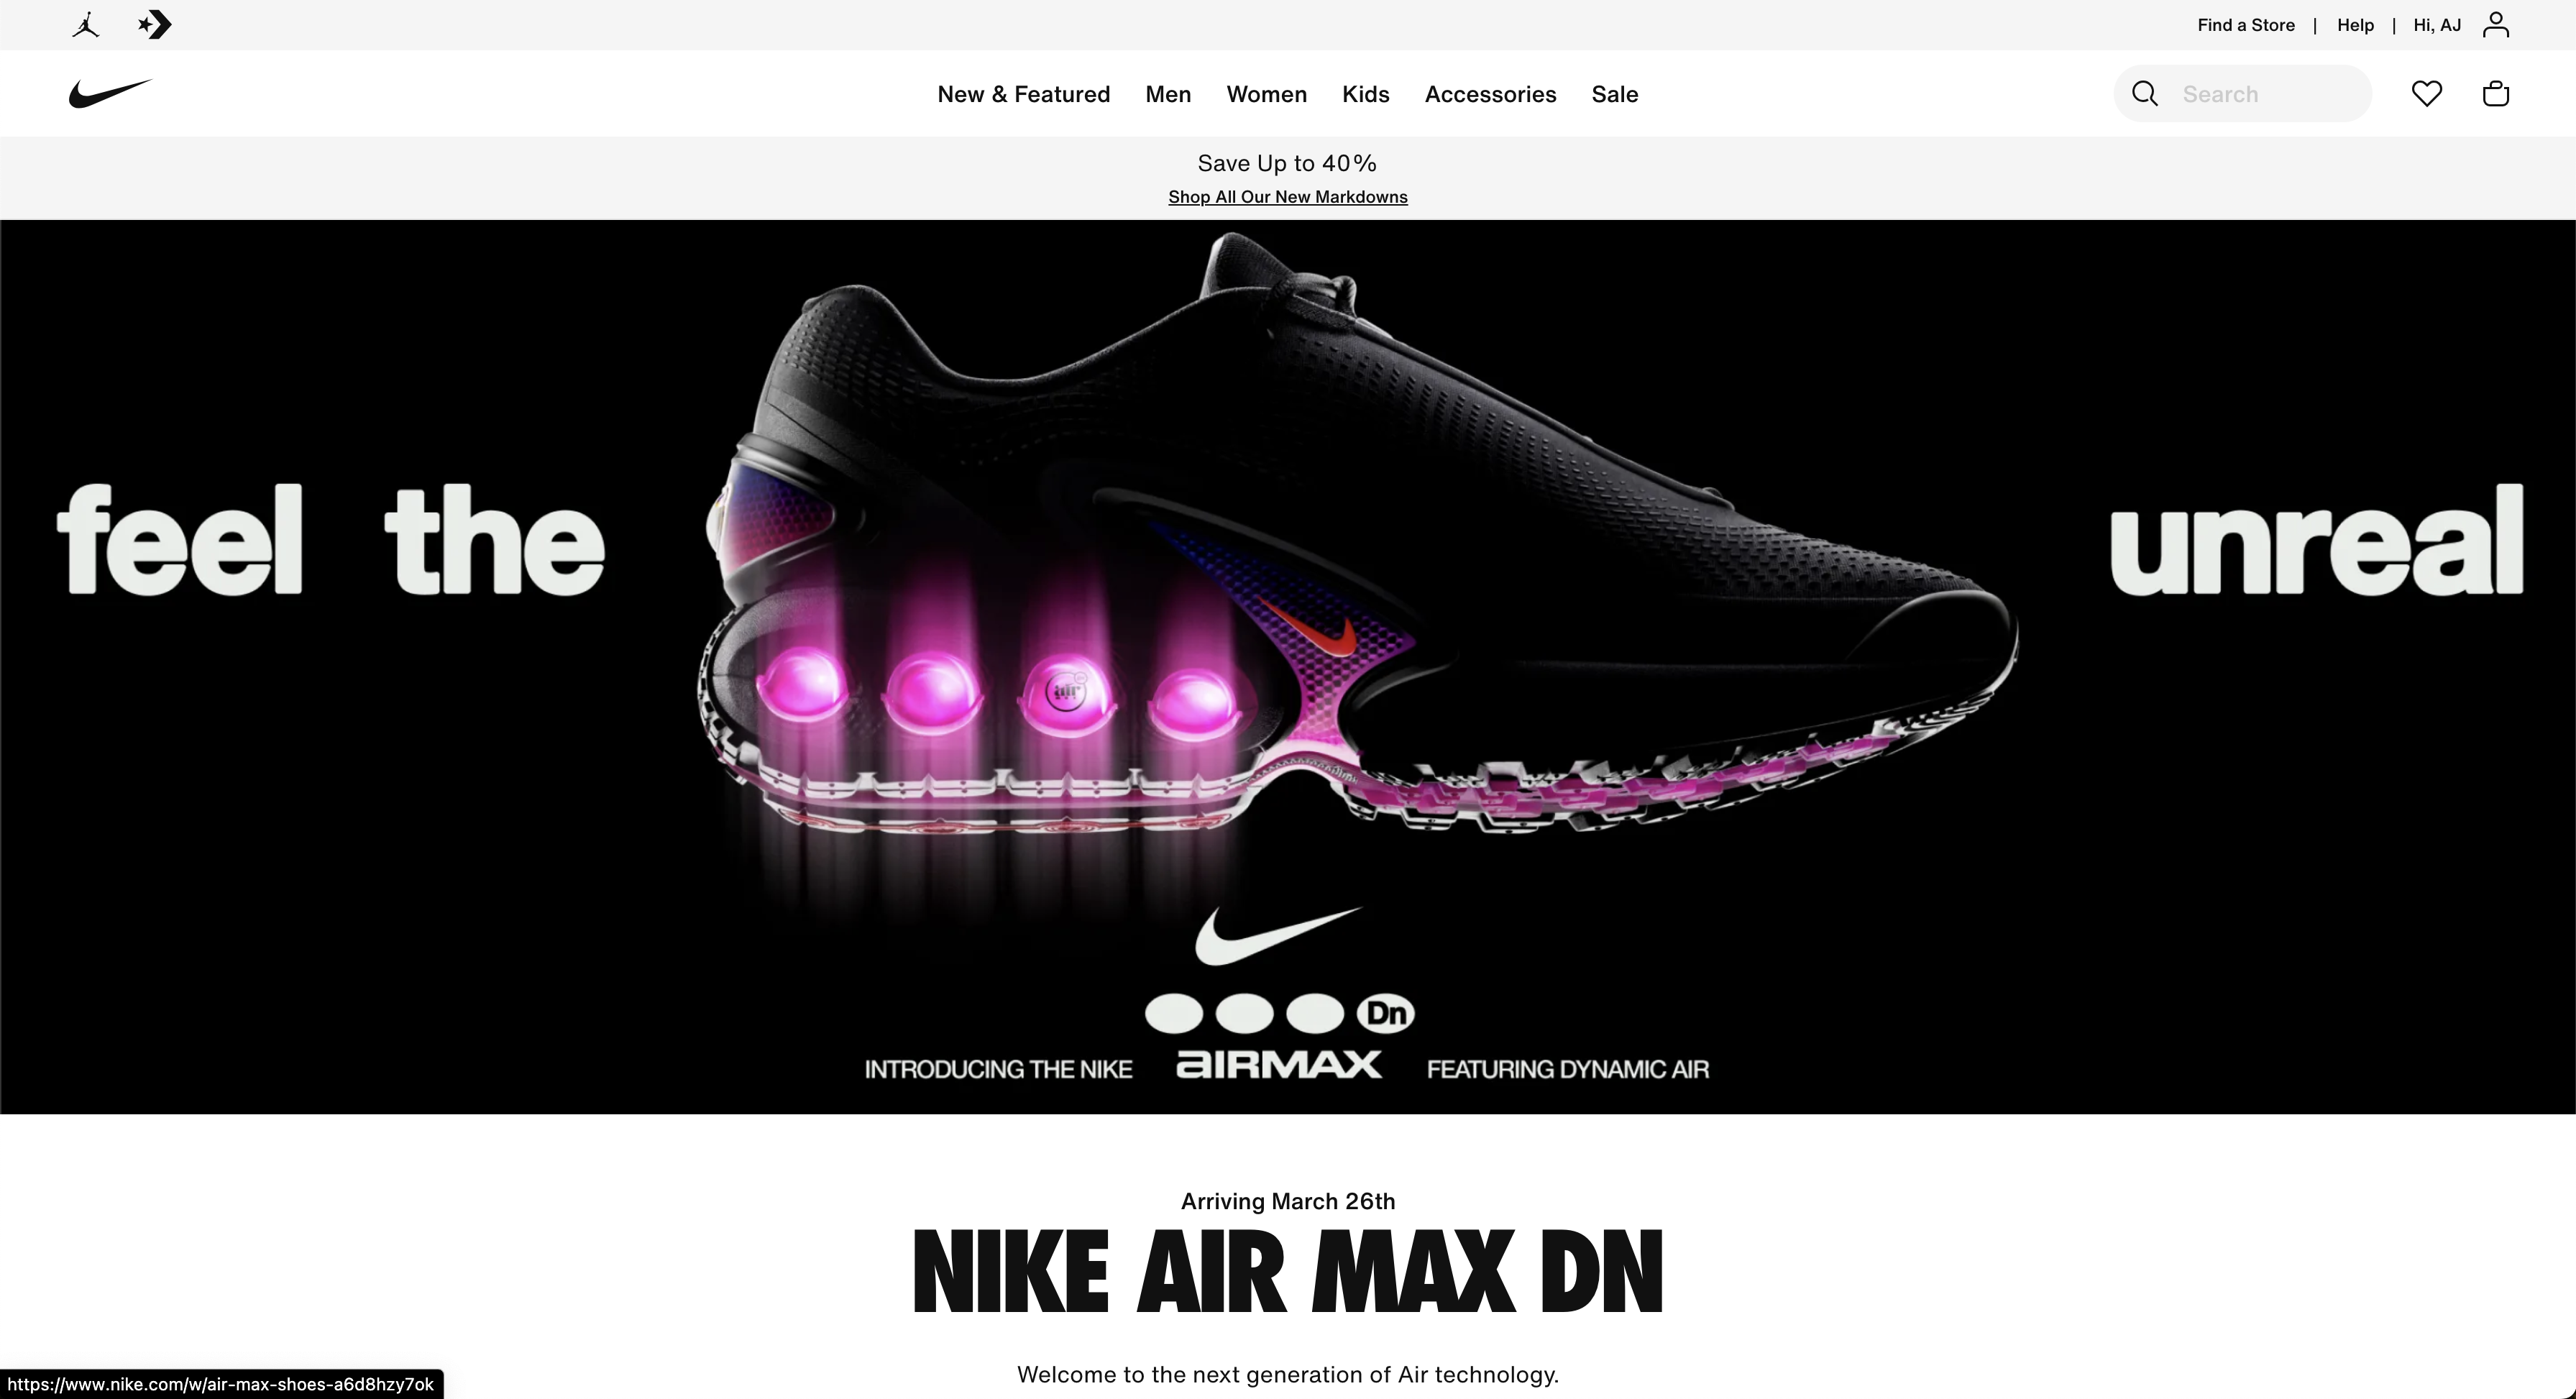 Find a Store | Help | Hi, AJ
New & Featured Men Women Kids Accessories Sale
Search
Save Up to 40%
Shop All Our New Markdowns
feel the unreal
air
Dn
INTRODUCING THE NIKE AIRMAX FEATURING DYNAMIC AIR
Arriving March 26th
NIKE AIR MAX DN
Welcome to the next generation of Air technology.
https://www.nike.com/w/air-max-shoes-a6d8hzy7ok